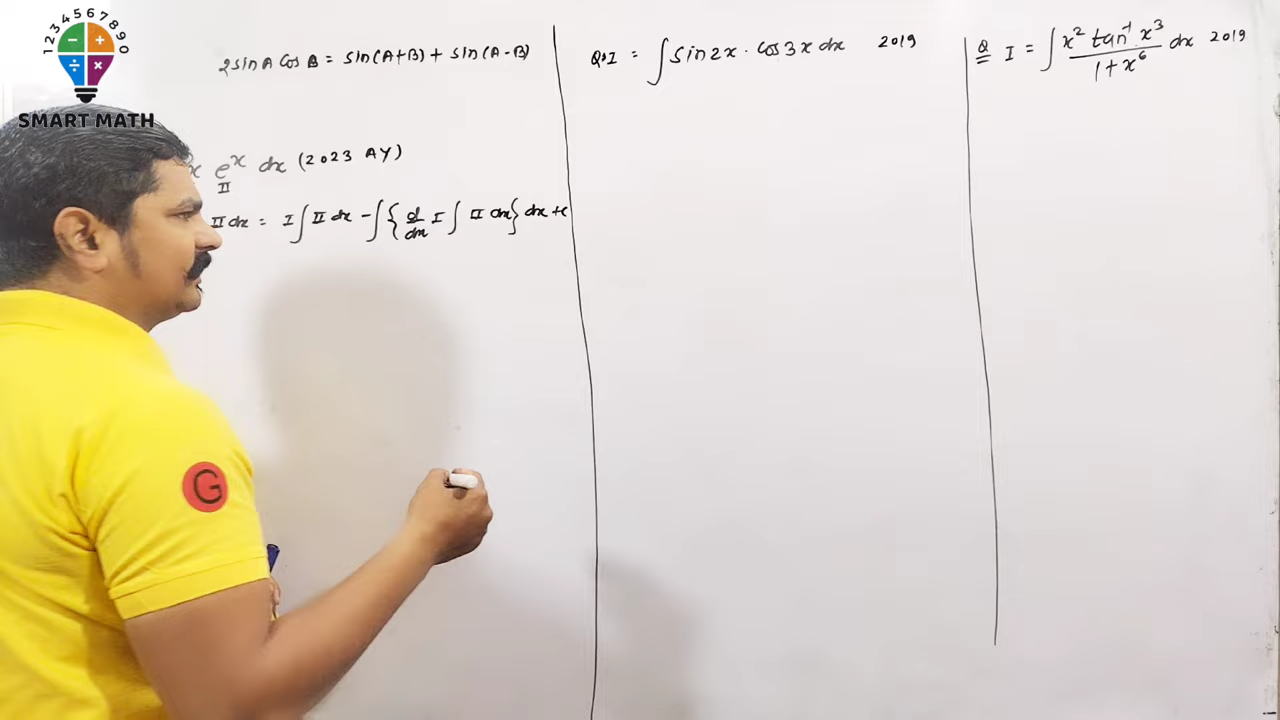 1234567890
SMART MATH
2 sin A cos B = sin(A+B) + sin(A-B)
x e^x dx (2023 AY)
II
II dx = I ∫ II dx - ∫ { d/dx I ∫ II dx } dx + c
Q. I = ∫ sin 2x · cos 3x dx 2019
Q I = ∫ x² tan⁻¹ x³ / 1 + x⁶ dx 2019
G